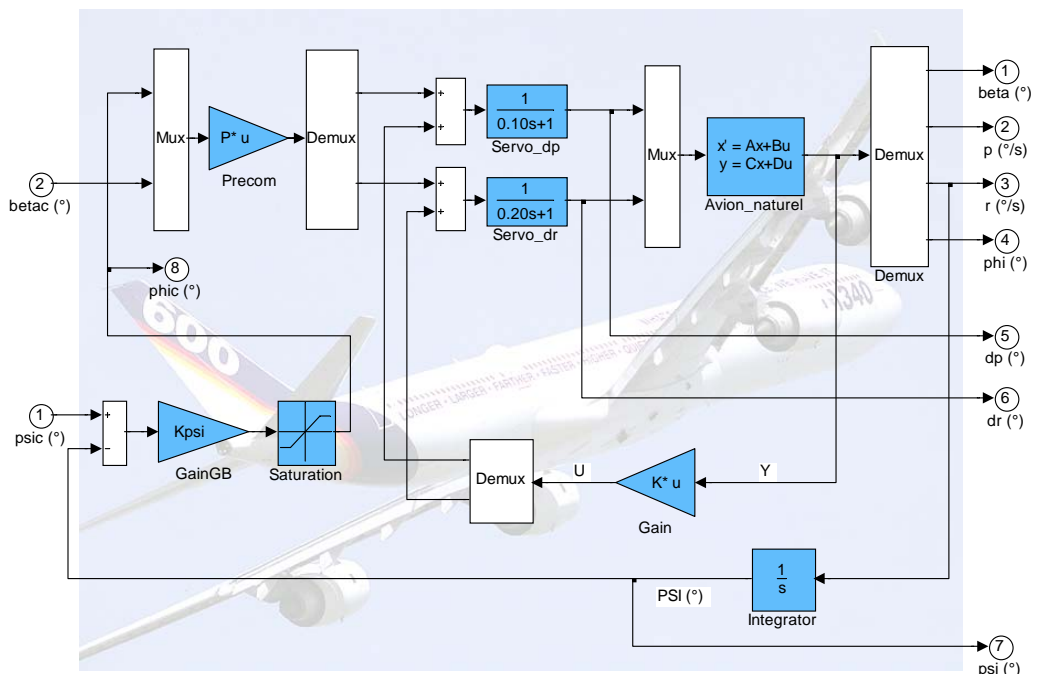 1
beta (°)
2
p (°/s)
3
r (°/s)
4
phi (°)
Mux
P* u
Precom
Demux
+
+
1
0.10s+1
Servo_dp
+
+
1
0.20s+1
Servo_dr
Mux
x' = Ax+Bu
y = Cx+Du
Avion_naturel
Demux
Demux
2
betac (°)
8
phic (°)
600
340
5
dp (°)
6
dr (°)
LONGER - LARGER - FARTHER - FASTER - HIGHER -
1
psic (°)
+
−
Kpsi
GainGB
Saturation
Demux
U
K* u
Gain
Y
PSI (°)
1
s
Integrator
7
psi (°)